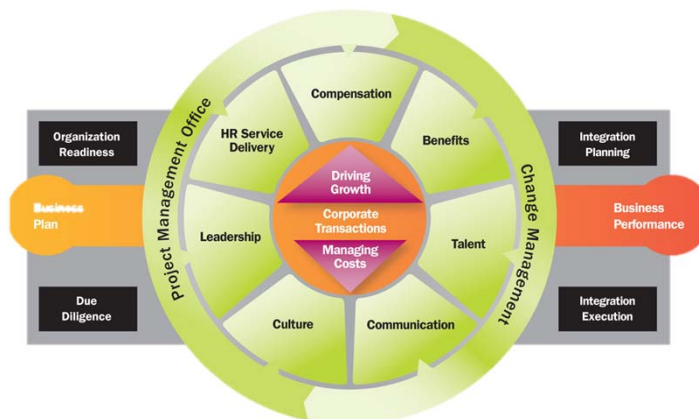 Compensation
Organization
Readiness
Project Management Office
HR Service
Delivery
Benefits
Integration
Planning
Driving
Growth
Business
Plan
Leadership
Corporate
Transactions
Talent
Change Management
Business
Performance
Managing
Costs
Due
Diligence
Culture
Communication
Integration
Execution